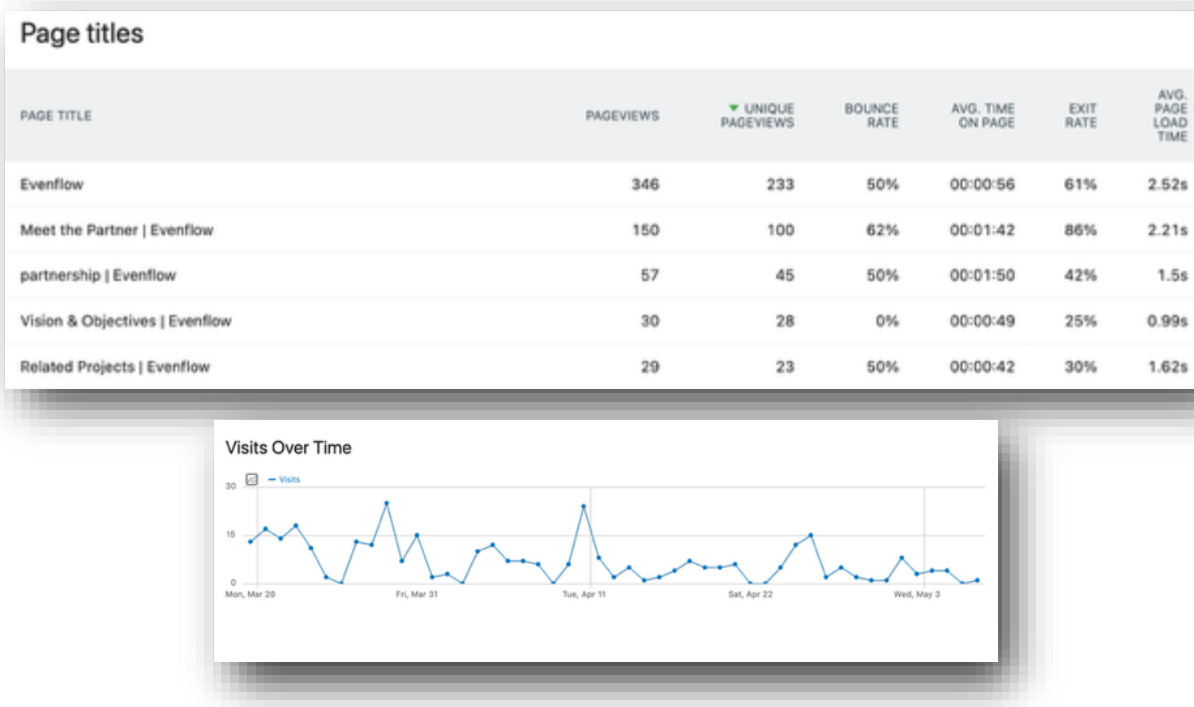 Page titles
PAGE TITLE PAGEVIEWS UNIQUE PAGEVIEWS BOUNCE RATE AVG. TIME ON PAGE EXIT RATE AVG. PAGE LOAD TIME
Evenflow 346 233 50% 00:00:56 61% 2.52s
Meet the Partner | Evenflow 150 100 62% 00:01:42 86% 2.21s
partnership | Evenflow 57 45 50% 00:01:50 42% 1.5s
Vision & Objectives | Evenflow 30 28 0% 00:00:49 25% 0.99s
Related Projects | Evenflow 29 23 50% 00:00:42 30% 1.62s
Visits Over Time
Visits
30
15
0
Mon, Mar 20 Fri, Mar 31 Tue, Apr 11 Sat, Apr 22 Wed, May 3